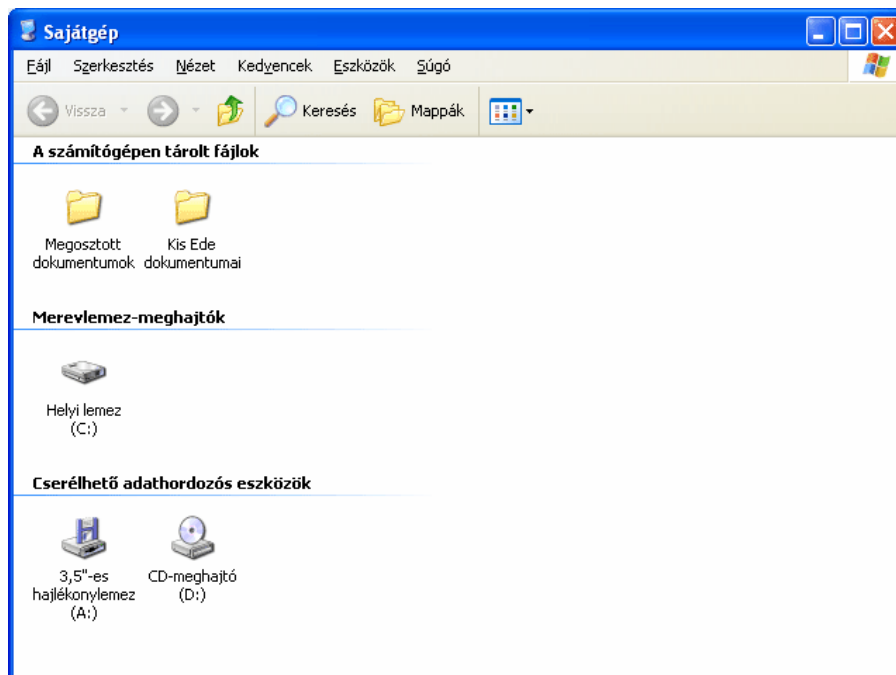 Sajátgép
Fájl Szerkesztés Nézet Kedvencek Eszközök Súgó
Vissza Keresés Mappák
A számítógépen tárolt fájlok
Megosztott dokumentumok
Kis Ede dokumentumai
Merevlemez-meghajtók
Helyi lemez
(C:)
Cserélhető adathordozós eszközök
3,5"-es
hajlékonylemez
(A:)
CD-meghajtó
(D:)